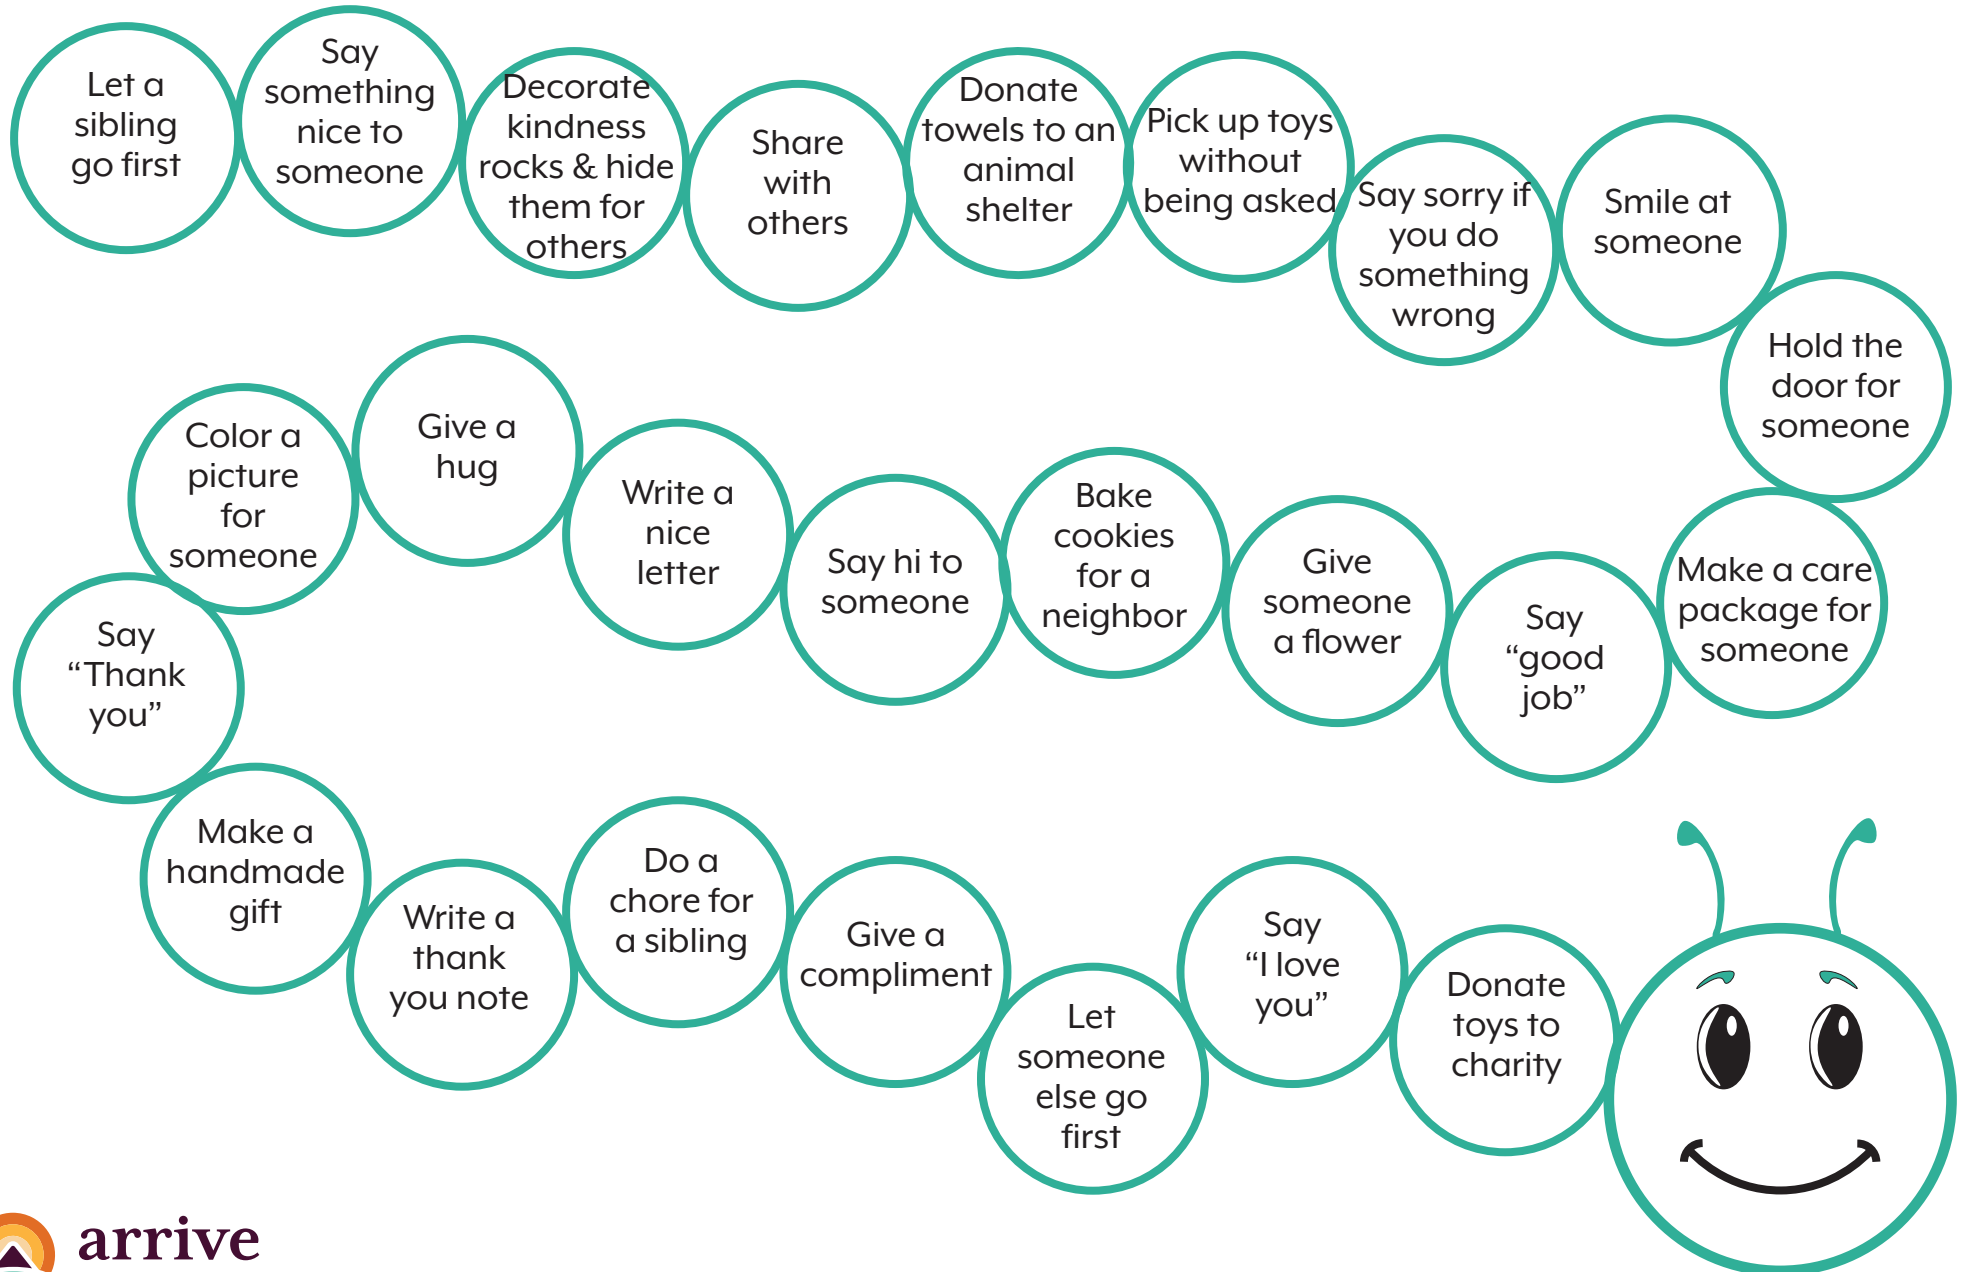 Let a
sibling
go first
Say
something
nice to
someone
Decorate
kindness
rocks & hide
them for
others
Share
with
others
Donate
towels to an
animal
shelter
Pick up toys
without
being asked
Say sorry if
you do
something
wrong
Smile at
someone
Hold the
door for
someone
Make a care
package for
someone
Say
“good
job”
Give
someone
a flower
Bake
cookies
for a
neighbor
Say hi to
someone
Write a
nice
letter
Give a
hug
Color a
picture
for
someone
Say
“Thank
you”
Make a
handmade
gift
Write a
thank
you note
Do a
chore for
a sibling
Give a
compliment
Let
someone
else go
first
Say
“I love
you”
Donate
toys to
charity
arrive